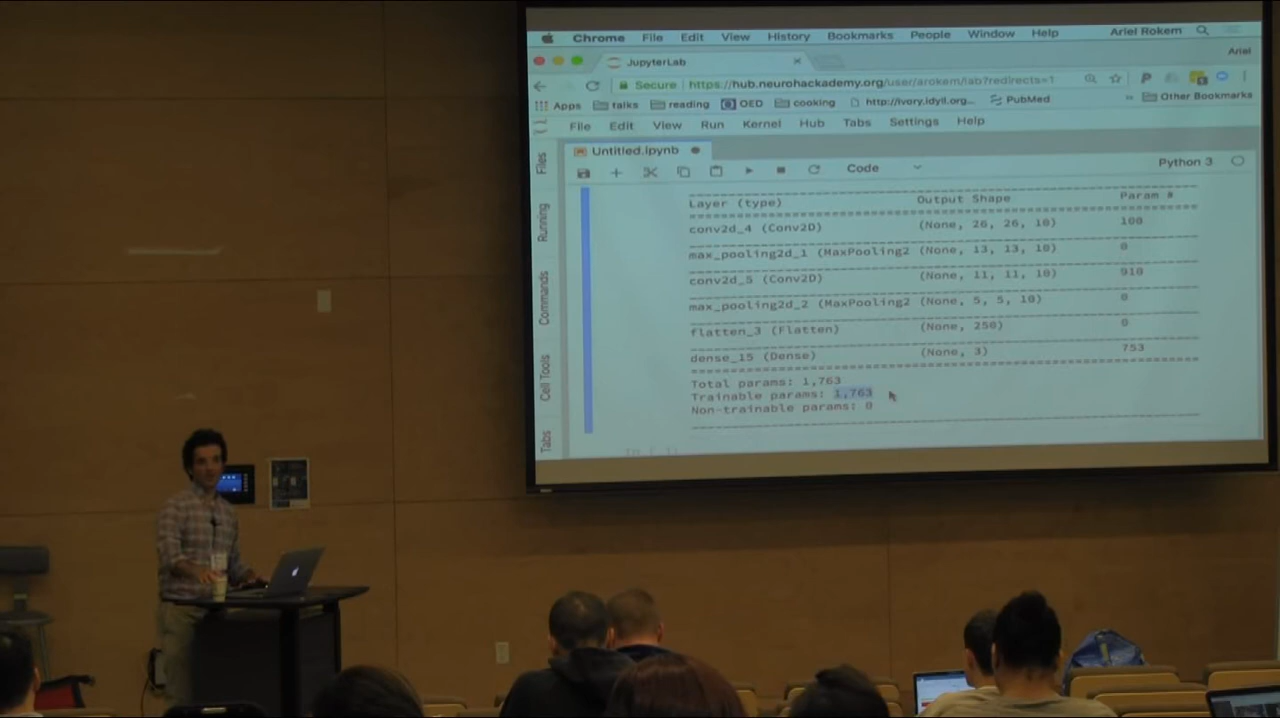 Chrome File Edit View History Bookmarks People Window Help Ariel Rokem
JupyterLab Ariel
Secure https://hub.neurohackademy.org/user/arokem/lab?redirects=1
Apps talks reading OED cooking http://ivory.idyll.org... PubMed Other Bookmarks
File Edit View Run Kernel Hub Tabs Settings Help
Files
Running
Commands
Cell Tools
Tabs
Untitled.ipynb
Code Python 3
Layer (type) Output Shape Param #
conv2d_4 (Conv2D) (None, 26, 26, 10) 100
max_pooling2d_1 (MaxPooling2 (None, 13, 13, 10) 0
conv2d_5 (Conv2D) (None, 11, 11, 10) 910
max_pooling2d_2 (MaxPooling2 (None, 5, 5, 10) 0
flatten_3 (Flatten) (None, 250) 0
dense_15 (Dense) (None, 3) 753
Total params: 1,763
Trainable params: 1,763
Non-trainable params: 0